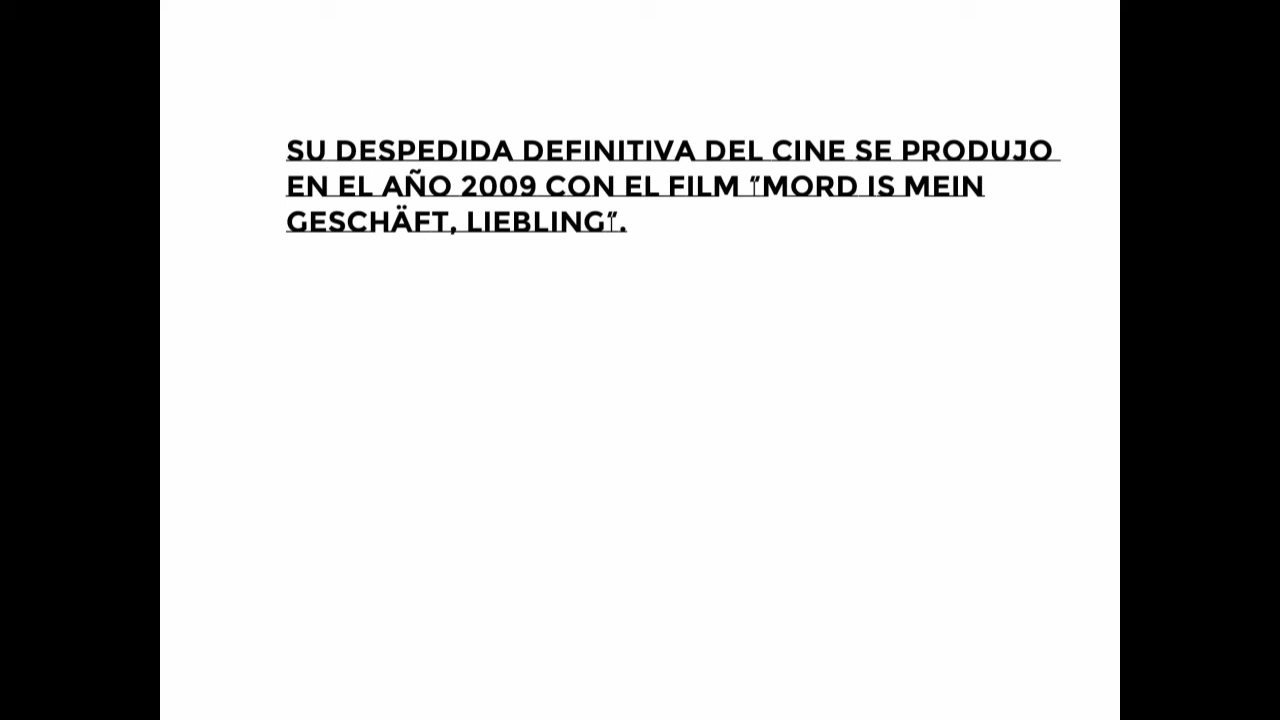 SU DESPEDIDA DEFINITIVA DEL CINE SE PRODUJO
EN EL AÑO 2009 CON EL FILM "MORD IS MEIN
GESCHÄFT, LIEBLING".